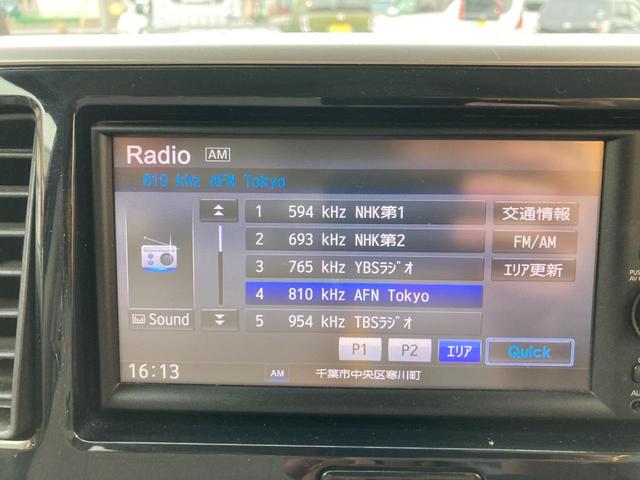 Radio AM
810 kHz AFN Tokyo
1 594 kHz NHK第1
交通情報
2 693 kHz NHK第2
FM/AM
3 765 kHz YBSﾗｼﾞｵ
ｴﾘｱ更新
4 810 kHz AFN Tokyo
Sound
5 954 kHz TBSﾗｼﾞｵ
P1 P2 ｴﾘｱ Quick
16:13 AM 千葉市中央区寒川町